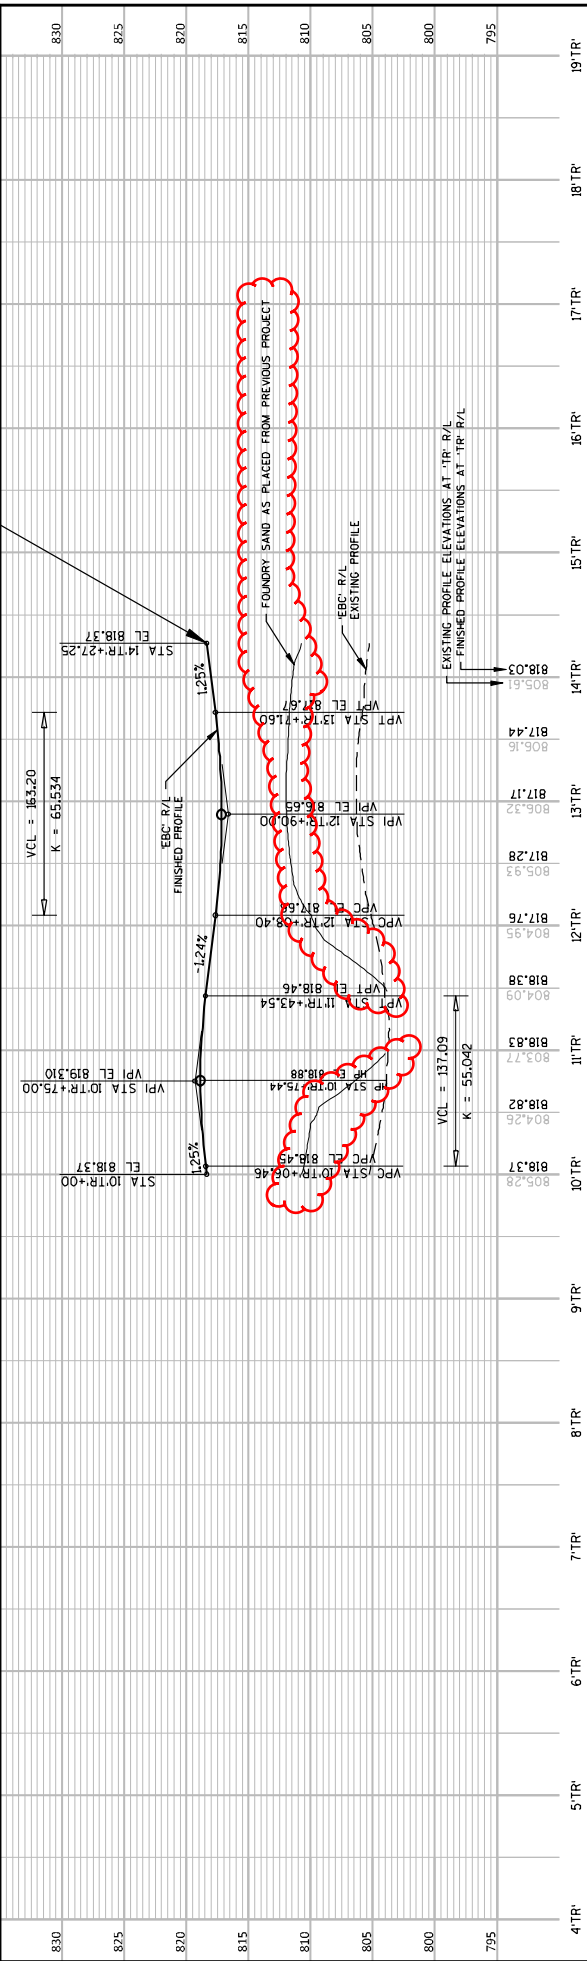 830
825
820
815
810
805
800
795
VCL = 163.20
K = 65.534
STA 14'TR'+27.25
EL 818.37
1.25%
'EBC' R/L
FINISHED PROFILE
-1.24%
VPI STA 10'TR'+75.00
VPI EL 819.310
STA 10'TR'+00
EL 818.37
1.25%
FOUNDRY SAND AS PLACED FROM PREVIOUS PROJECT
'EBC' R/L
EXISTING PROFILE
VPT STA 13'TR'+71.60
VPT EL 817.67
VPI STA 12'TR'+90.00
VPI EL 816.65
VPC STA 12'TR'+08.40
VPT STA 11'TR'+43.54
VPT EL 818.46
HP STA 10'TR'+75.44
HP EL 818.88
VPC STA 10'TR'+06.46
VPC EL 818.45
VCL = 137.09
K = 55.042
EXISTING PROFILE ELEVATIONS AT 'TR' R/L
FINISHED PROFILE ELEVATIONS AT 'TR' R/L
805.28
818.37
804.26
818.82
803.77
818.83
804.09
818.38
804.95
817.76
805.93
817.28
806.32
817.17
806.16
817.44
805.61
818.03
4'TR'
5'TR'
6'TR'
7'TR'
8'TR'
9'TR'
10'TR'
11'TR'
12'TR'
13'TR'
14'TR'
15'TR'
16'TR'
17'TR'
18'TR'
19'TR'
830
825
820
815
810
805
800
795